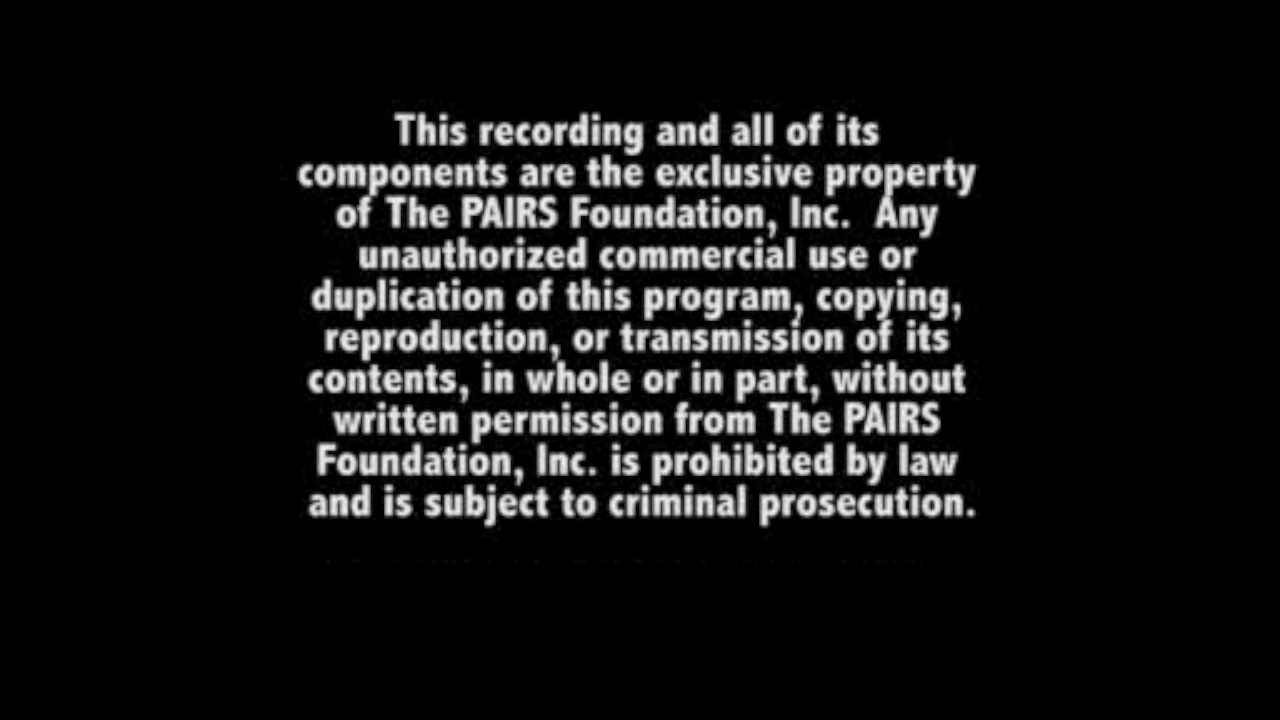 This recording and all of its
components are the exclusive property
of The PAIRS Foundation, Inc.  Any
unauthorized commercial use or
duplication of this program, copying,
reproduction, or transmission of its
contents, in whole or in part, without
written permission from The PAIRS
Foundation, Inc. is prohibited by law
and is subject to criminal prosecution.